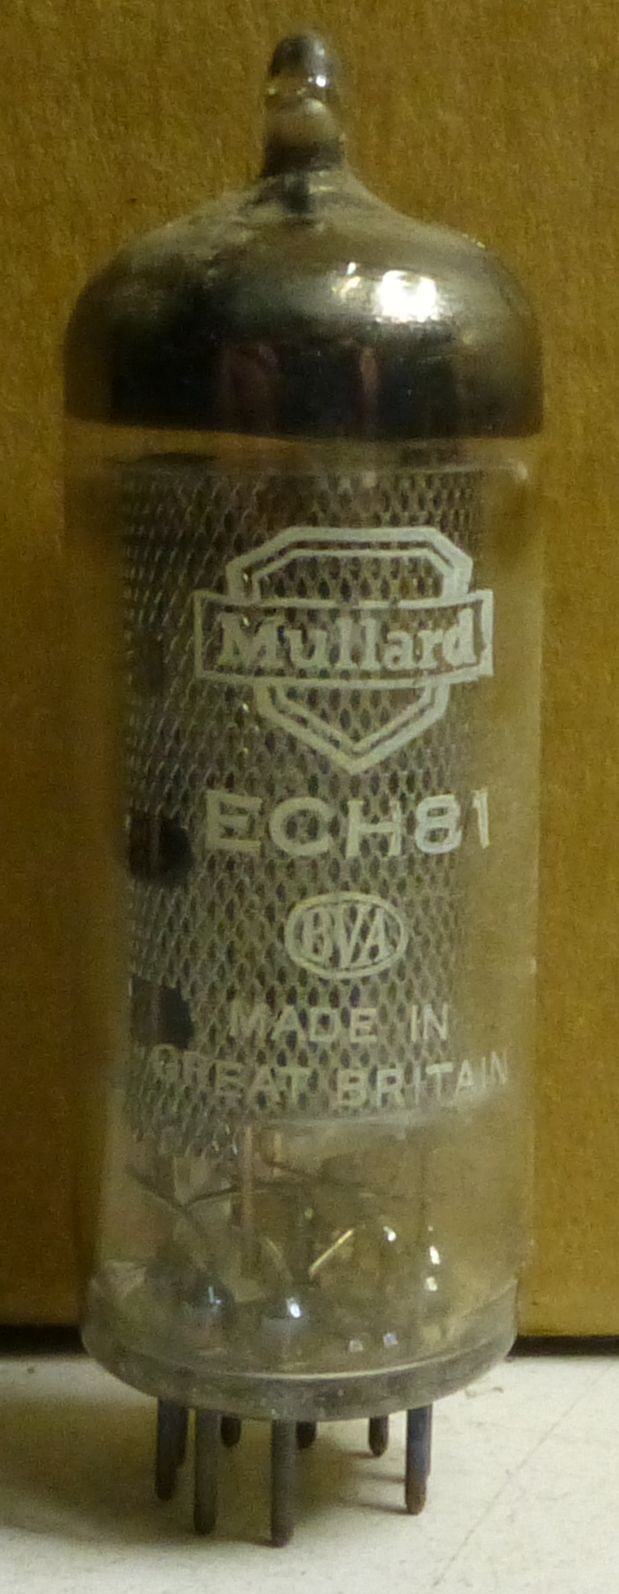 Mullard
ECH81
BVA
MADE IN
GREAT BRITAIN